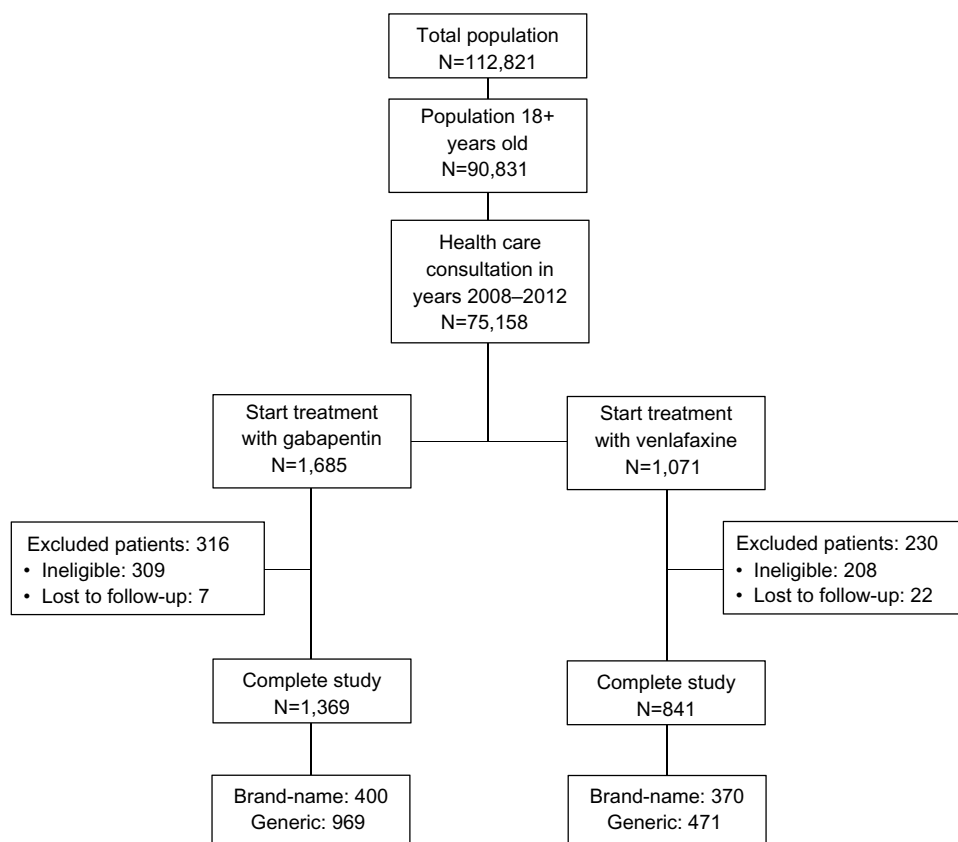 Total population
N=112,821
Population 18+
years old
N=90,831
Health care
consultation in
years 2008–2012
N=75,158
Start treatment
with gabapentin
N=1,685
Start treatment
with venlafaxine
N=1,071
Excluded patients: 316
• Ineligible: 309
• Lost to follow-up: 7
Excluded patients: 230
• Ineligible: 208
• Lost to follow-up: 22
Complete study
N=1,369
Complete study
N=841
Brand-name: 400
Generic: 969
Brand-name: 370
Generic: 471